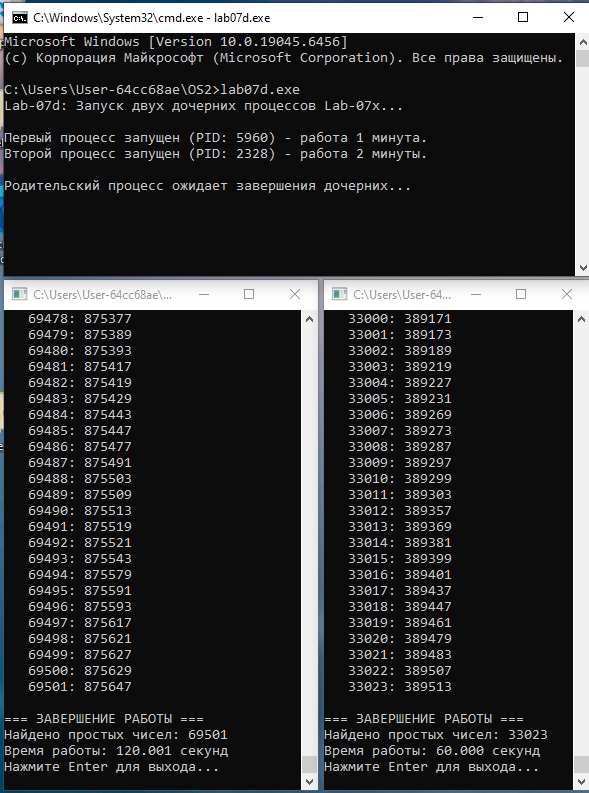 C:\Windows\System32\cmd.exe - lab07d.exe
Microsoft Windows [Version 10.0.19045.6456]
(c) Корпорация Майкрософт (Microsoft Corporation). Все права защищены.
C:\Users\User-64cc68ae\OS2>lab07d.exe
Lab-07d: Запуск двух дочерних процессов Lab-07x...
Первый процесс запущен (PID: 5960) - работа 1 минута.
Второй процесс запущен (PID: 2328) - работа 2 минуты.
Родительский процесс ожидает завершения дочерних...
C:\Users\User-64cc68ae\...
69478: 875377
69479: 875389
69480: 875393
69481: 875417
69482: 875419
69483: 875429
69484: 875443
69485: 875447
69486: 875477
69487: 875491
69488: 875503
69489: 875509
69490: 875513
69491: 875519
69492: 875521
69493: 875543
69494: 875579
69495: 875591
69496: 875593
69497: 875617
69498: 875621
69499: 875627
69500: 875629
69501: 875647
=== ЗАВЕРШЕНИЕ РАБОТЫ ===
Найдено простых чисел: 69501
Время работы: 120.001 секунд
Нажмите Enter для выхода...
C:\Users\User-64...
33000: 389171
33001: 389173
33002: 389189
33003: 389219
33004: 389227
33005: 389231
33006: 389269
33007: 389273
33008: 389287
33009: 389297
33010: 389299
33011: 389303
33012: 389357
33013: 389369
33014: 389381
33015: 389399
33016: 389401
33017: 389437
33018: 389447
33019: 389461
33020: 389479
33021: 389483
33022: 389507
33023: 389513
=== ЗАВЕРШЕНИЕ РАБОТЫ ===
Найдено простых чисел: 33023
Время работы: 60.000 секунд
Нажмите Enter для выхода...